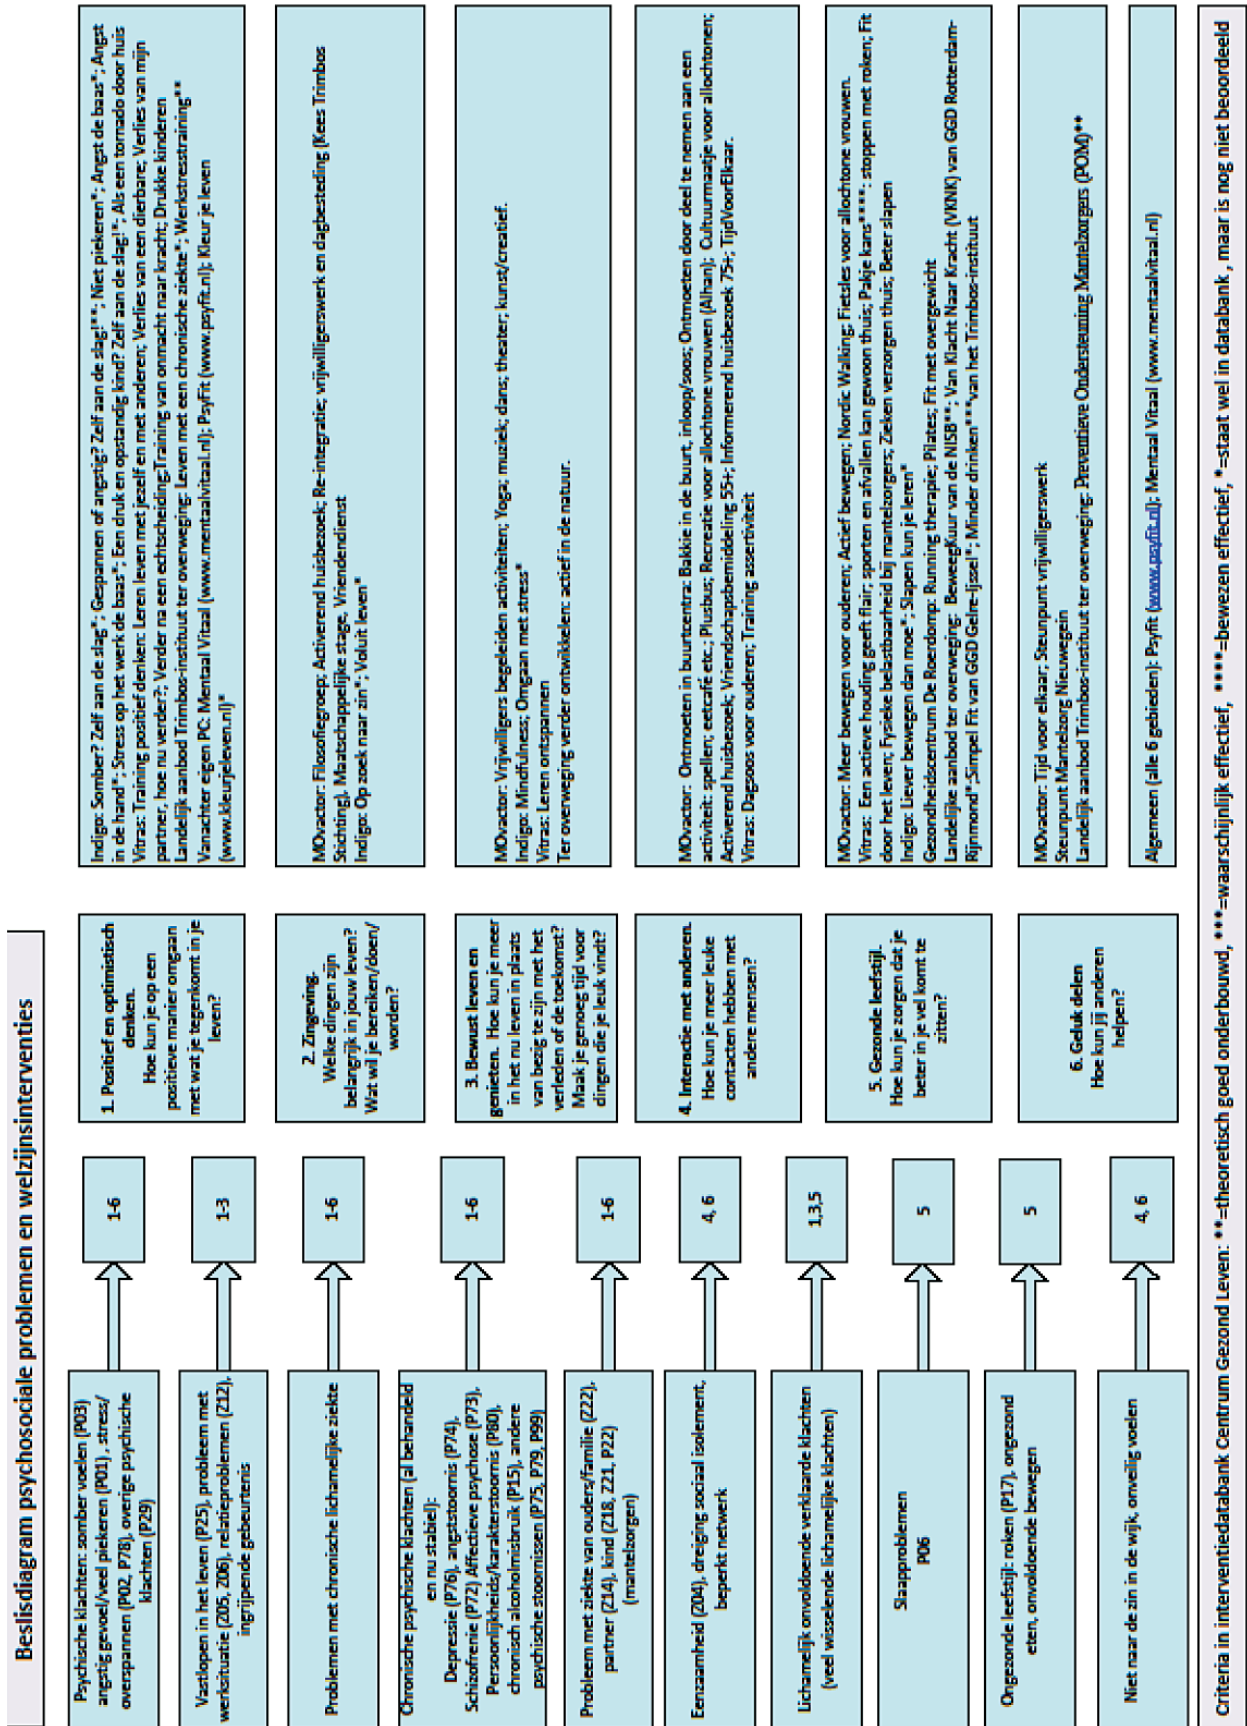 Beslisdiagram psychosociale problemen en welzijnsinterventies
Psychische klachten: somber voelen (P03)
angstig gevoel/veel piekeren (P01), stress/
overspannen (P02, P78), overige psychische
klachten (P29)
1-6
Vastlopen in het leven (P25), probleem met
werksituatie (Z05, Z06), relatieproblemen (Z12),
ingrijpende gebeurtenis
1-3
Problemen met chronische lichamelijke ziekte
1-6
Chronische psychische klachten (al behandeld
en nu stabiel):
Depressie (P76), angststoornis (P74),
Schizofrenie (P72) Affectieve psychose (P73),
Persoonlijkheids/karakterstoornis (P80),
chronisch alcoholmisbruik (P15), andere
psychische stoornissen (P75, P79, P99)
1-6
Probleem met ziekte van ouders/familie (Z22),
partner (Z14), kind (Z18, Z21, P22)
(mantelzorgen)
1-6
Eenzaamheid (Z04), dreiging sociaal isolement,
beperkt netwerk
4, 6
Lichamelijk onvoldoende verklaarde klachten
(veel wisselende lichamelijke klachten)
1,3,5
Slaapproblemen
P06
5
Ongezonde leefstijl: roken (P17), ongezond
eten, onvoldoende bewegen
5
Niet naar de zin in de wijk, onveilig voelen
4, 6
1. Positief en optimistisch
denken.
Hoe kun je op een
positieve manier omgaan
met wat je tegenkomt in je
leven?
2. Zingeving.
Welke dingen zijn
belangrijk in jouw leven?
Wat wil je bereiken/doen/
worden?
3. Bewust leven en
genieten. Hoe kun je meer
in het nu leven in plaats
van bezig te zijn met het
verleden of de toekomst?
Maak je genoeg tijd voor
dingen die je leuk vindt?
4. Interactie met anderen.
Hoe kun je meer leuke
contacten hebben met
andere mensen?
5. Gezonde leefstijl.
Hoe kun je zorgen dat je
beter in je vel komt te
zitten?
6. Geluk delen
Hoe kun jij anderen
helpen?
Indigo: Somber? Zelf aan de slag*; Gespannen of angstig? Zelf aan de slag!**; Niet piekeren*; Angst de baas*; Angst
in de hand*; Stress op het werk de baas*; Een druk en opstandig kind? Zelf aan de slag!*; Als een tornado door huis
Vitras: Training positief denken: Leren leven met jezelf en met anderen; Verlies van een dierbare; Verlies van mijn
partner, hoe nu verder?; Verder na een echtscheiding;Training van onmacht naar kracht; Drukke kinderen
Landelijk aanbod Trimbos-instituut ter overweging: Leven met een chronische ziekte*; Werkstresstraining**
Vanachter eigen PC: Mentaal Vitaal (www.mentaalvitaal.nl); PsyFit (www.psyfit.nl); Kleur je leven
(www.kleurjeleven.nl)*
MOvactor: Filosofiegroep; Activerend huisbezoek; Re-integratie; vrijwilligerswerk en dagbesteding (Kees Trimbos
Stichting), Maatschappelijke stage, Vriendendienst
Indigo: Op zoek naar zin*; Voluit leven*
MOvactor: Vrijwilligers begeleiden activiteiten; Yoga; muziek; dans; theater; kunst/creatief.
Indigo: Mindfulness; Omgaan met stress*
Vitras: Leren ontspannen
Ter overweging verder ontwikkelen: actief in de natuur.
MOvactor: Ontmoeten in buurtcentra: Bakkie in de buurt, inloop/soos; Ontmoeten door deel te nemen aan een
activiteit: spellen; eetcafé etc.; Plusbus; Recreatie voor allochtone vrouwen (Alhan); Cultuurmaatje voor allochtonen;
Activerend huisbezoek; Vriendschapsbemiddeling 55+; Informerend huisbezoek 75+; TijdVoorElkaar.
Vitras: Dagsoos voor ouderen; Training assertiviteit
MOvactor: Meer bewegen voor ouderen; Actief bewegen; Nordic Walking; Fietsles voor allochtone vrouwen.
Vitras: Een actieve houding geeft flair; sporten en afvallen kan gewoon thuis; Pakje kans****: stoppen met roken; Fit
door het leven; Fysieke belastbaarheid bij mantelzorgers; Zieken verzorgen thuis; Beter slapen
Indigo: Liever bewegen dan moe*; Slapen kun je leren*
Gezondheidscentrum De Roerdomp: Running therapie; Pilates; Fit met overgewicht
Landelijke aanbod ter overweging: BeweegKuur van de NISB**; Van Klacht Naar Kracht (VKNK) van GGD Rotterdam-
Rijnmond*;Simpel Fit van GGD Gelre-Ijssel*; Minder drinken***van het Trimbos-instituut
MOvactor: Tijd voor elkaar; Steunpunt vrijwilligerswerk
Steunpunt Mantelzorg Nieuwegein
Landelijk aanbod Trimbos-instituut ter overweging: Preventieve Ondersteuning Mantelzorgers (POM)**
Algemeen (alle 6 gebieden): Psyfit (www.psyfit.nl); Mentaal Vitaal (www.mentaalvitaal.nl)
Criteria in interventiedatabank Centrum Gezond Leven: **=theoretisch goed onderbouwd, ***=waarschijnlijk effectief, ****=bewezen effectief, *=staat wel in databank, maar is nog niet beoordeeld